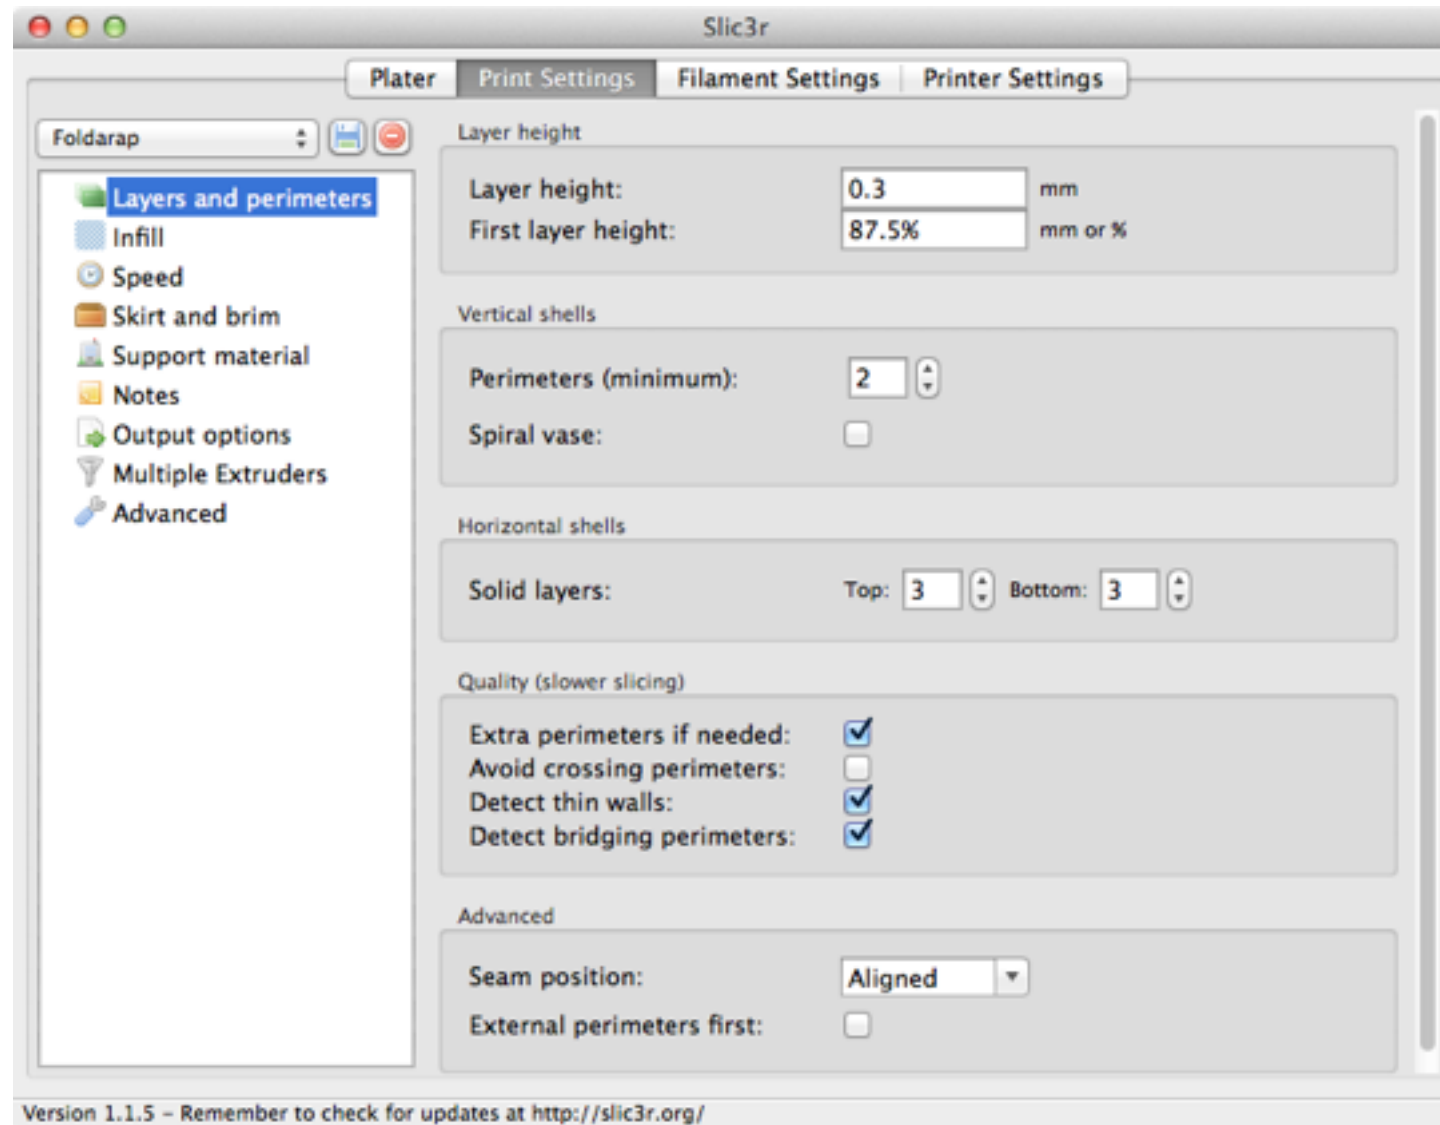 Slic3r
Plater Print Settings Filament Settings Printer Settings
Foldarap
Layers and perimeters
Infill
Speed
Skirt and brim
Support material
Notes
Output options
Multiple Extruders
Advanced
Layer height
Layer height: 0.3 mm
First layer height: 87.5% mm or %
Vertical shells
Perimeters (minimum): 2
Spiral vase:
Horizontal shells
Solid layers: Top: 3 Bottom: 3
Quality (slower slicing)
Extra perimeters if needed:
Avoid crossing perimeters:
Detect thin walls:
Detect bridging perimeters:
Advanced
Seam position: Aligned
External perimeters first:
Version 1.1.5 – Remember to check for updates at http://slic3r.org/